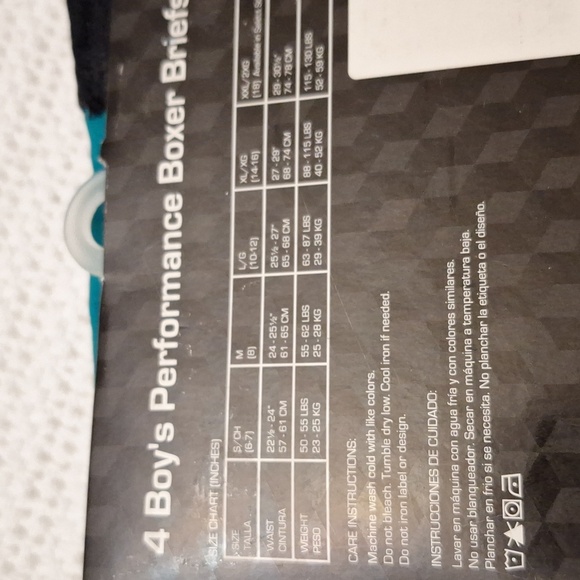 4 Boy's Performance Boxer Briefs
SIZE CHART (INCHES)
SIZE S/CH M L/G XL/XG XXL/2XG
TALLA (6-7) (8) (10-12) (14-16) (18) Available in Select
WAIST 22½ - 24" 24 - 25½" 25½ - 27" 27 - 29" 29 - 30½"
CINTURA 57 - 61 CM 61 - 65 CM 65 - 68 CM 68 - 74 CM 74 - 78 CM
WEIGHT 50 - 55 LBS 55 - 62 LBS 63 - 87 LBS 88 - 115 LBS 115 - 130 LBS
PESO 23 - 25 KG 25 - 28 KG 29 - 39 KG 40 - 52 KG 52 - 59 KG
CARE INSTRUCTIONS:
Machine wash cold with like colors.
Do not bleach. Tumble dry low. Cool iron if needed.
Do not iron label or design.
INSTRUCCIONES DE CUIDADO:
Lavar en máquina con agua fría y con colores similares.
No usar blanqueador. Secar en máquina a temperatura baja.
Planchar en frío si se necesita. No planchar la etiqueta o el diseño.